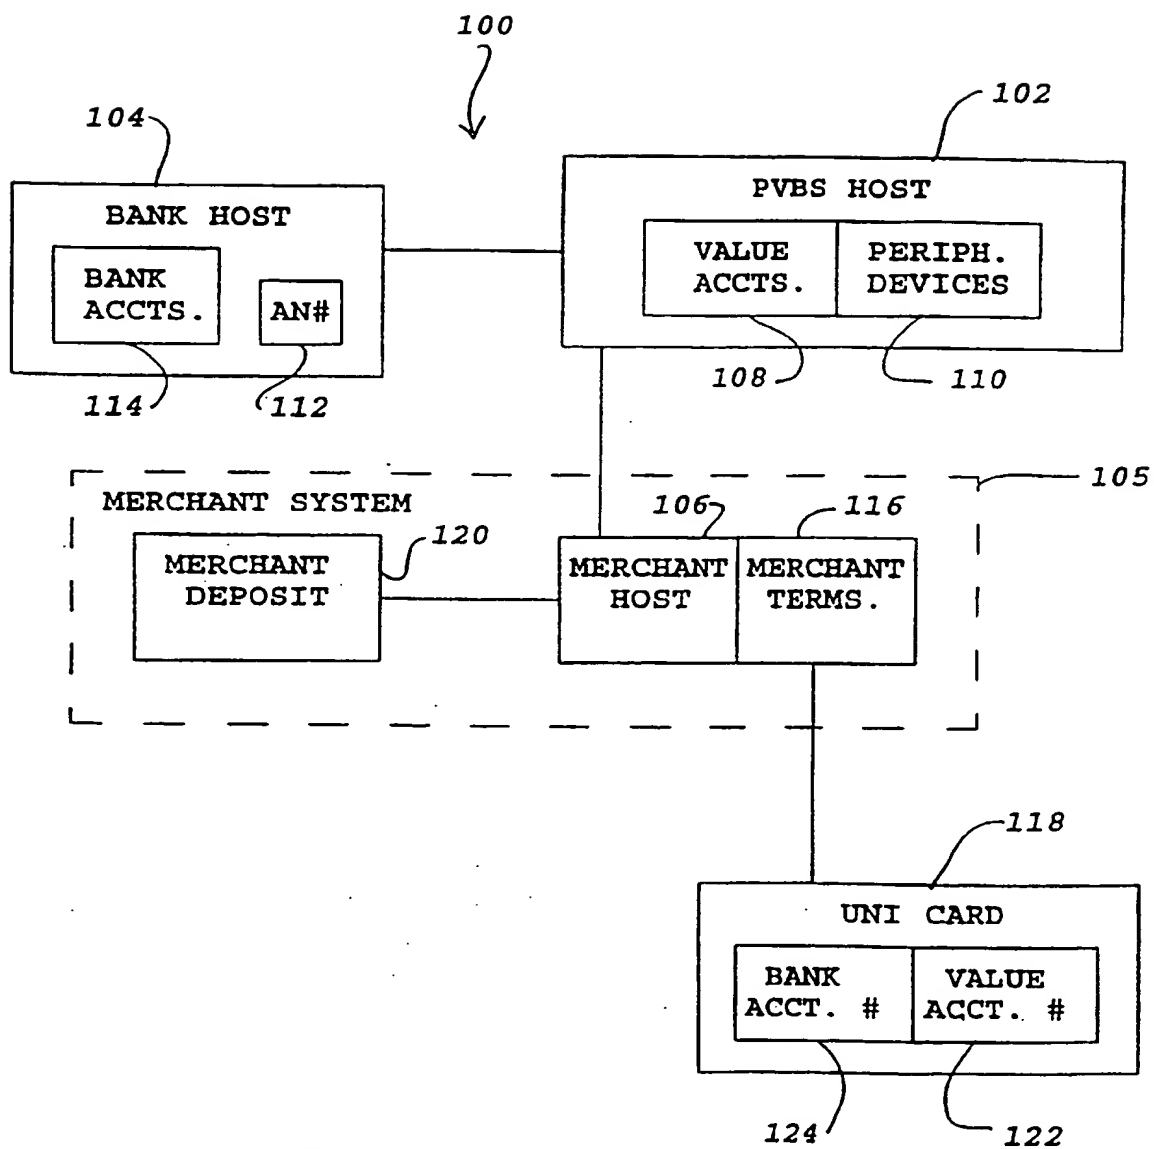 100
102
104
BANK HOST
BANK
ACCTS.
AN#
114
112
PVBS HOST
VALUE
ACCTS.
PERIPH.
DEVICES
108
110
105
MERCHANT SYSTEM
120
MERCHANT
DEPOSIT
106
116
MERCHANT
HOST
MERCHANT
TERMS.
118
UNI CARD
BANK
ACCT. #
VALUE
ACCT. #
124
122